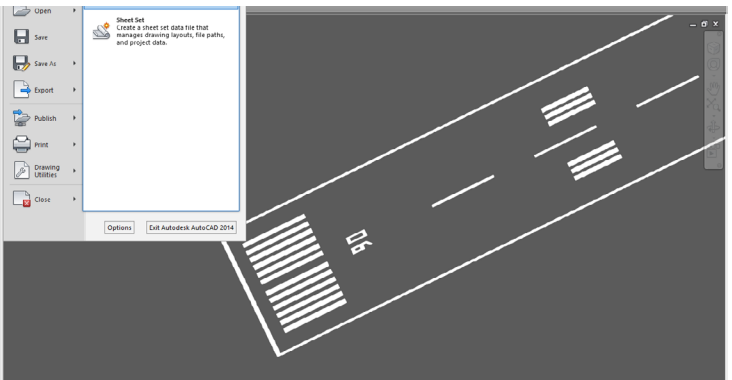 Open
Sheet Set
Create a sheet set data file that
manages drawing layouts, file paths,
and project data.
Save
Save As
Export
Publish
Print
Drawing
Utilities
Close
Options
Exit Autodesk AutoCAD 2014
06